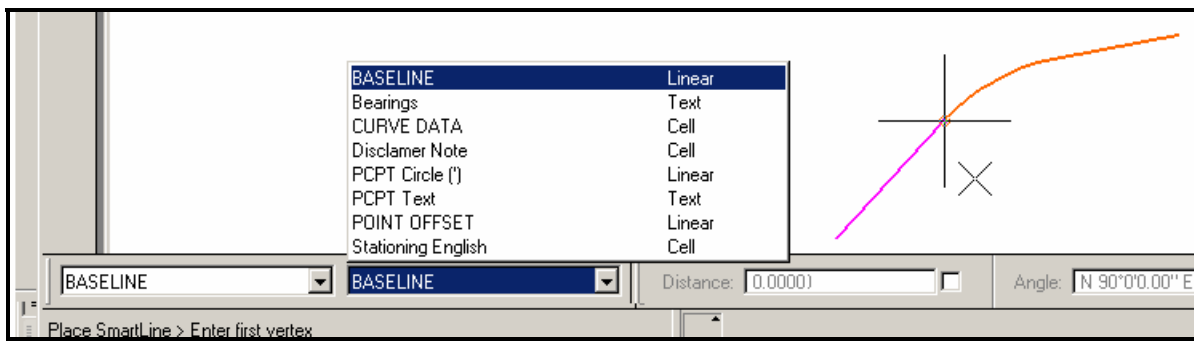 BASELINE Linear
Bearings Text
CURVE DATA Cell
Disclamer Note Cell
PCPT Circle (') Linear
PCPT Text Text
POINT OFFSET Linear
Stationing English Cell
BASELINE BASELINE Distance: 0.0000) Angle: N 90°0'0.00" E
Place SmartLine > Enter first vertex